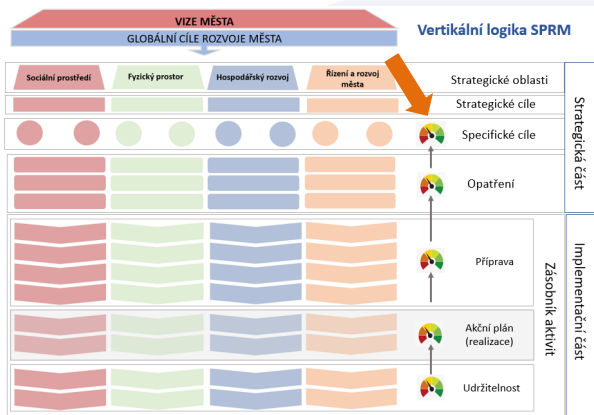 VIZE MĚSTA
GLOBÁLNÍ CÍLE ROZVOJE MĚSTA
Vertikální logika SPRM
Sociální prostředí
Fyzický prostor
Hospodářský rozvoj
Řízení a rozvoj
města
Strategické oblasti
Strategické cíle
Specifické cíle
Opatření
Strategická část
Příprava
Akční plán
(realizace)
Udržitelnost
Zásobník aktivit
Implementační část